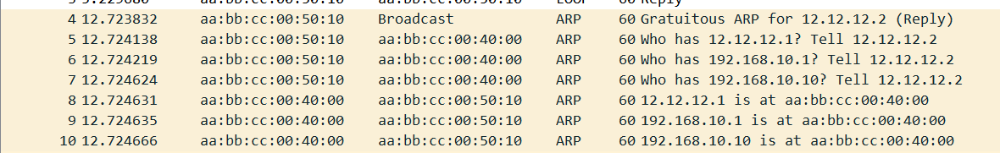 4 12.723832 aa:bb:cc:00:50:10 Broadcast ARP 60 Gratuitous ARP for 12.12.12.2 (Reply)
5 12.724138 aa:bb:cc:00:50:10 aa:bb:cc:00:40:00 ARP 60 Who has 12.12.12.1? Tell 12.12.12.2
6 12.724219 aa:bb:cc:00:50:10 aa:bb:cc:00:40:00 ARP 60 Who has 192.168.10.1? Tell 12.12.12.2
7 12.724624 aa:bb:cc:00:50:10 aa:bb:cc:00:40:00 ARP 60 Who has 192.168.10.10? Tell 12.12.12.2
8 12.724631 aa:bb:cc:00:40:00 aa:bb:cc:00:50:10 ARP 60 12.12.12.1 is at aa:bb:cc:00:40:00
9 12.724635 aa:bb:cc:00:40:00 aa:bb:cc:00:50:10 ARP 60 192.168.10.1 is at aa:bb:cc:00:40:00
10 12.724666 aa:bb:cc:00:40:00 aa:bb:cc:00:50:10 ARP 60 192.168.10.10 is at aa:bb:cc:00:40:00